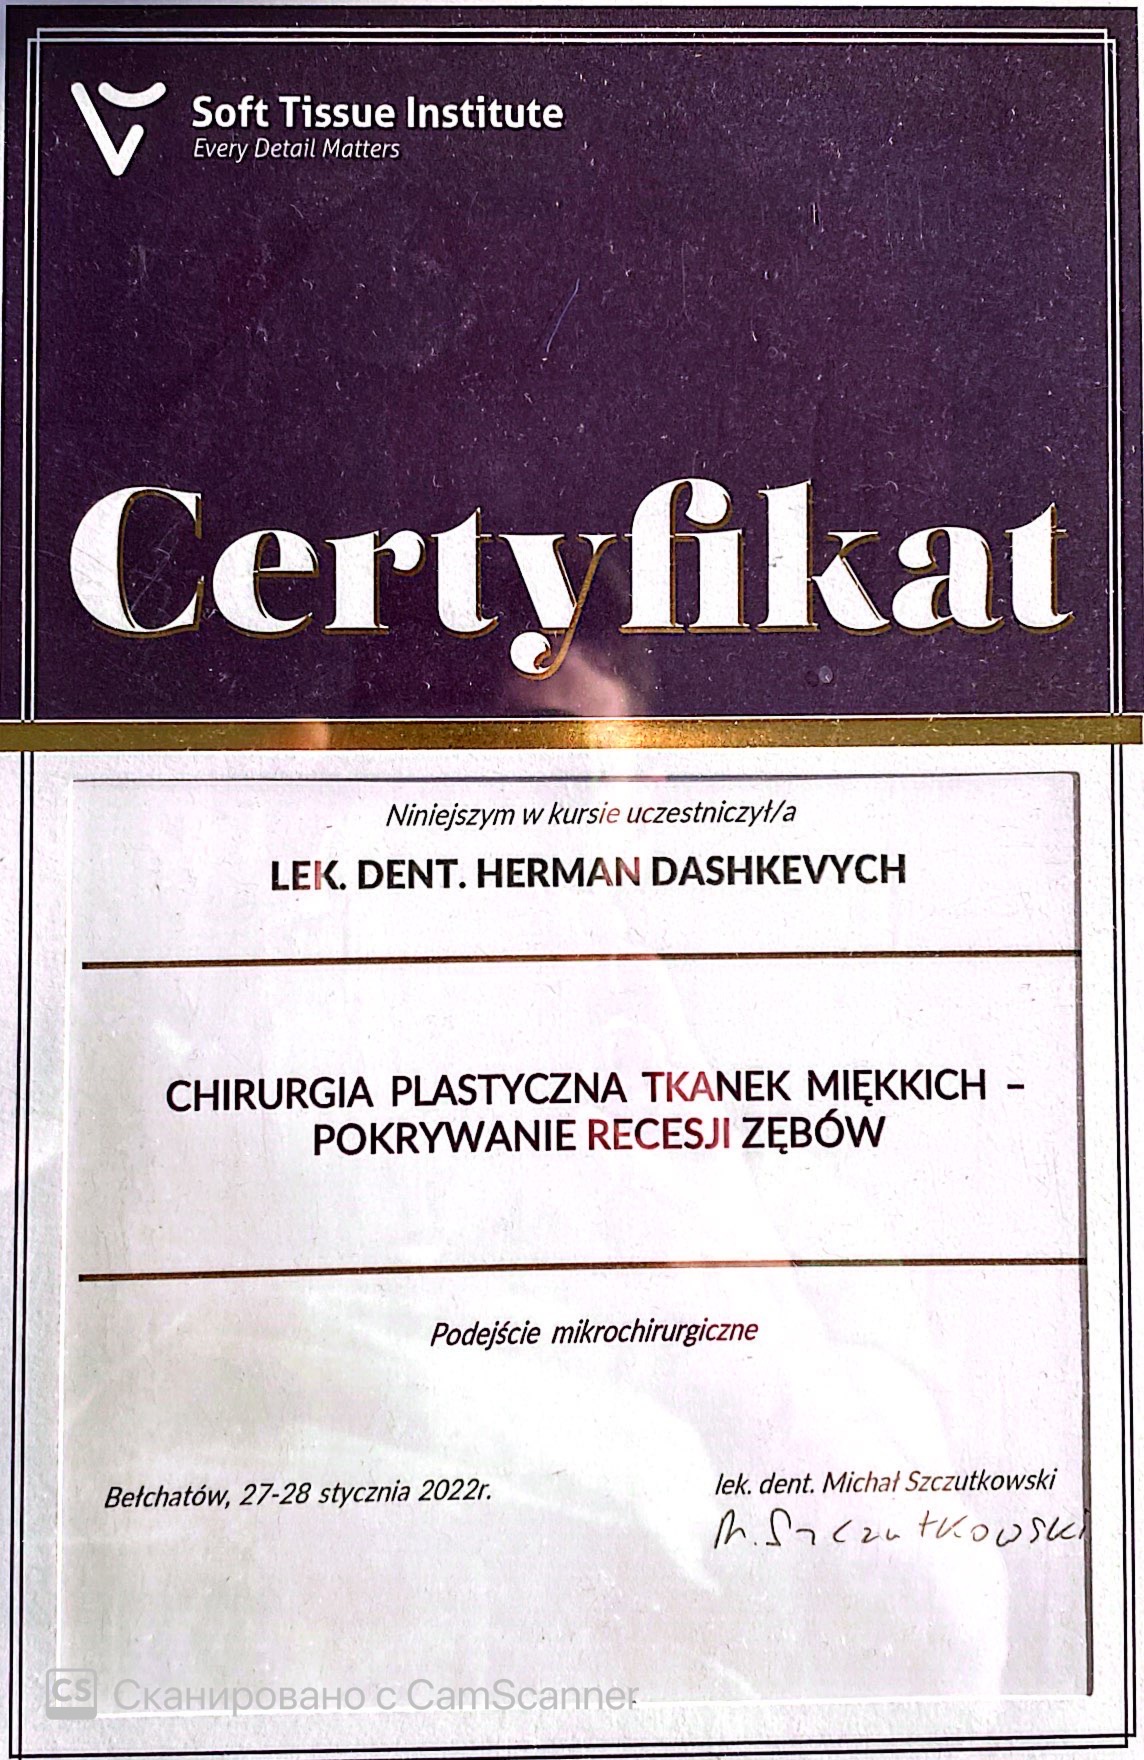 Soft Tissue Institute
Every Detail Matters
Certyfikat
Niniejszym w kursie uczestniczył/a
LEK. DENT. HERMAN DASHKEVYCH
CHIRURGIA PLASTYCZNA TKANEK MIĘKKICH –
POKRYWANIE RECESJI ZĘBÓW
Podejście mikrochirurgiczne
Bełchatów, 27-28 stycznia 2022r.
lek. dent. Michał Szczutkowski
M. Szczutkowski
CS Сканировано с CamScanner